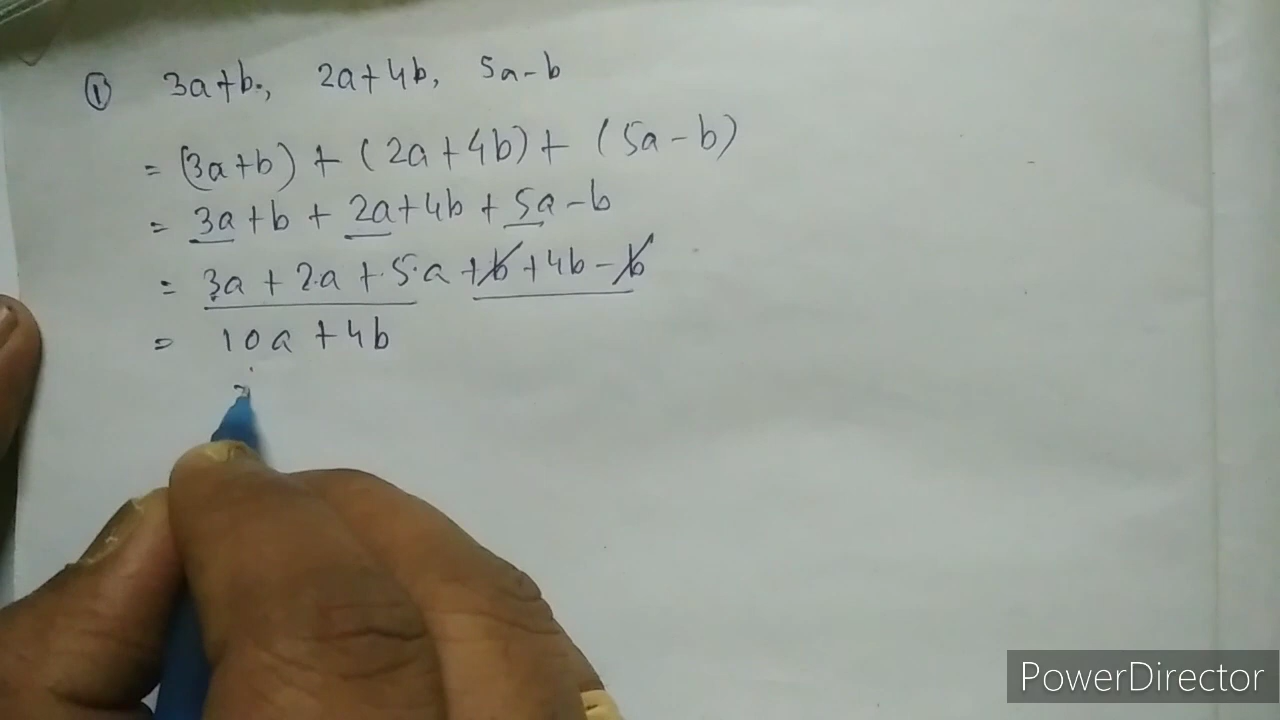 ① 3a+b, 2a+4b, 5a-b
= (3a+b) + (2a+4b) + (5a-b)
= 3a+b + 2a+4b + 5a-b
= 3a + 2a + 5a + b + 4b - b
= 10a + 4b
PowerDirector